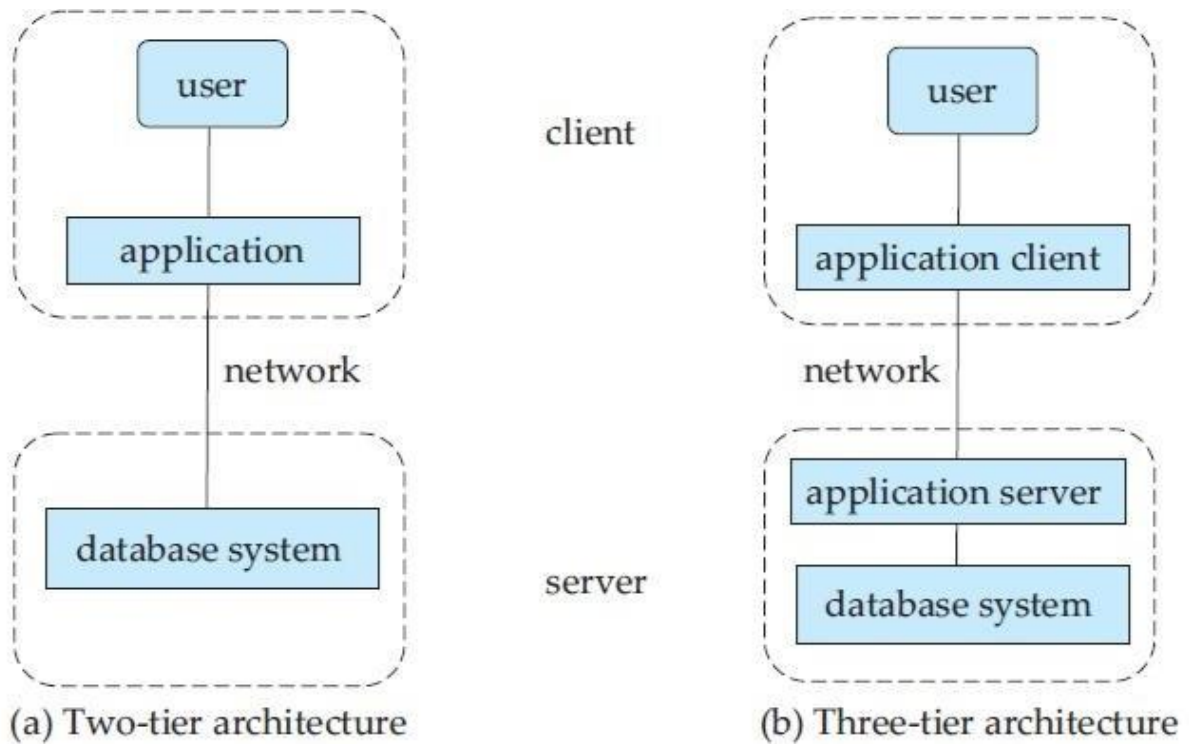 user
application
network
database system
(a) Two-tier architecture
client
server
user
application client
network
application server
database system
(b) Three-tier architecture